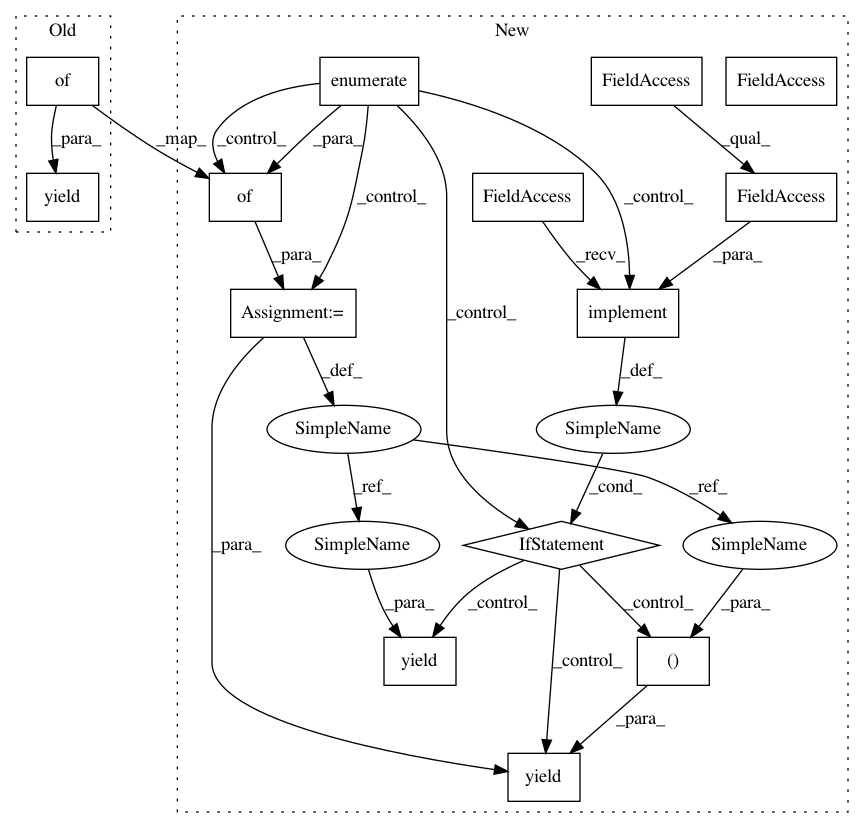 Old
New
of
enumerate
FieldAccess
FieldAccess
_para_
_map_
_control_
_para_
_qual_
yield
of
_control_
FieldAccess
_control_
FieldAccess
_para_
_recv_
_para_
Assignment:=
_control_
implement
_def_
_def_
SimpleName
SimpleName
_ref_
_cond_
_ref_
_para_
SimpleName
IfStatement
SimpleName
_para_
_control_
_control_
_para_
yield
_control_
()
_para_
yield